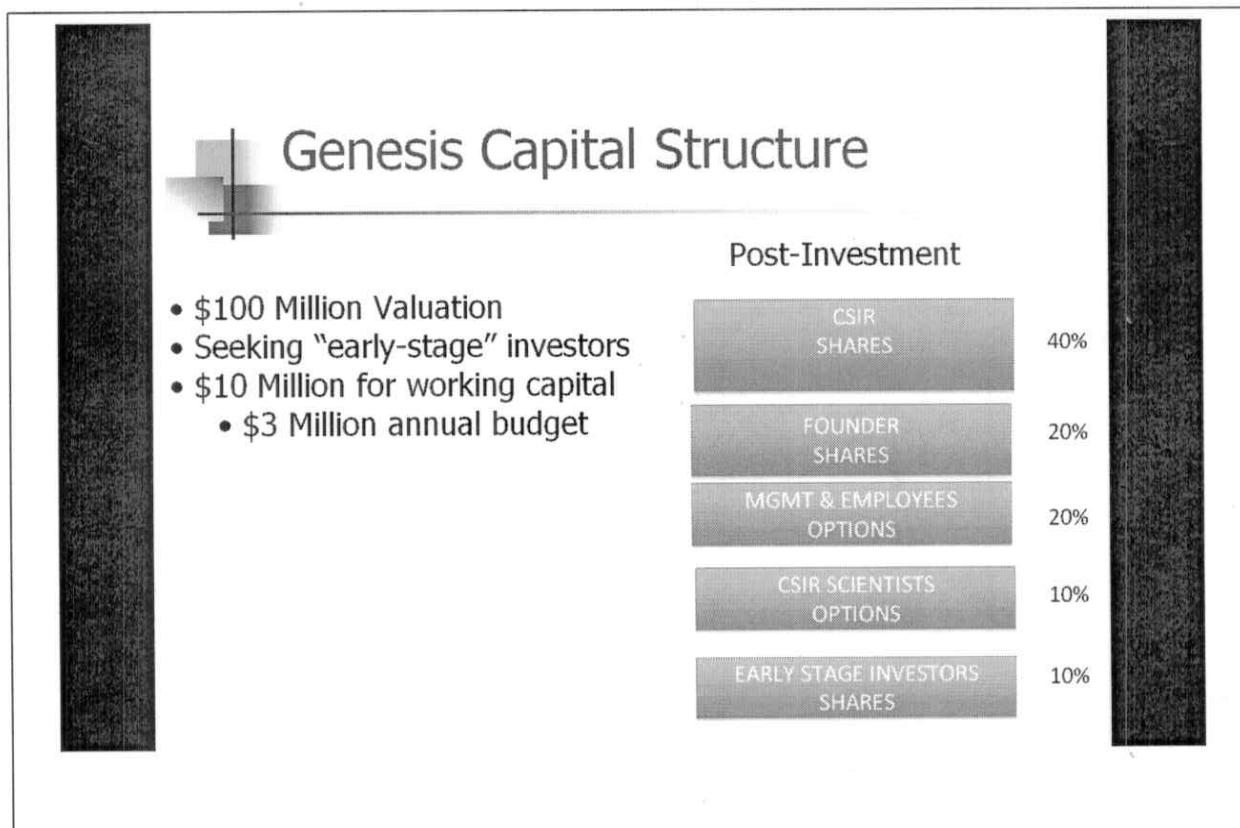 Genesis Capital Structure
• $100 Million Valuation
• Seeking “early-stage” investors
• $10 Million for working capital
• $3 Million annual budget
Post-Investment
CSIR
SHARES
40%
FOUNDER
SHARES
20%
MGMT & EMPLOYEES
OPTIONS
20%
CSIR SCIENTISTS
OPTIONS
10%
EARLY STAGE INVESTORS
SHARES
10%